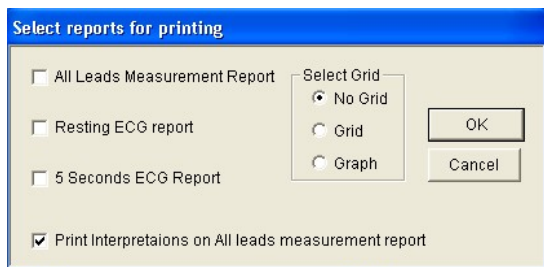 Select reports for printing
All Leads Measurement Report
Select Grid
No Grid
Resting ECG report
Grid
OK
5 Seconds ECG Report
Graph
Cancel
Print Interpretaions on All leads measurement report